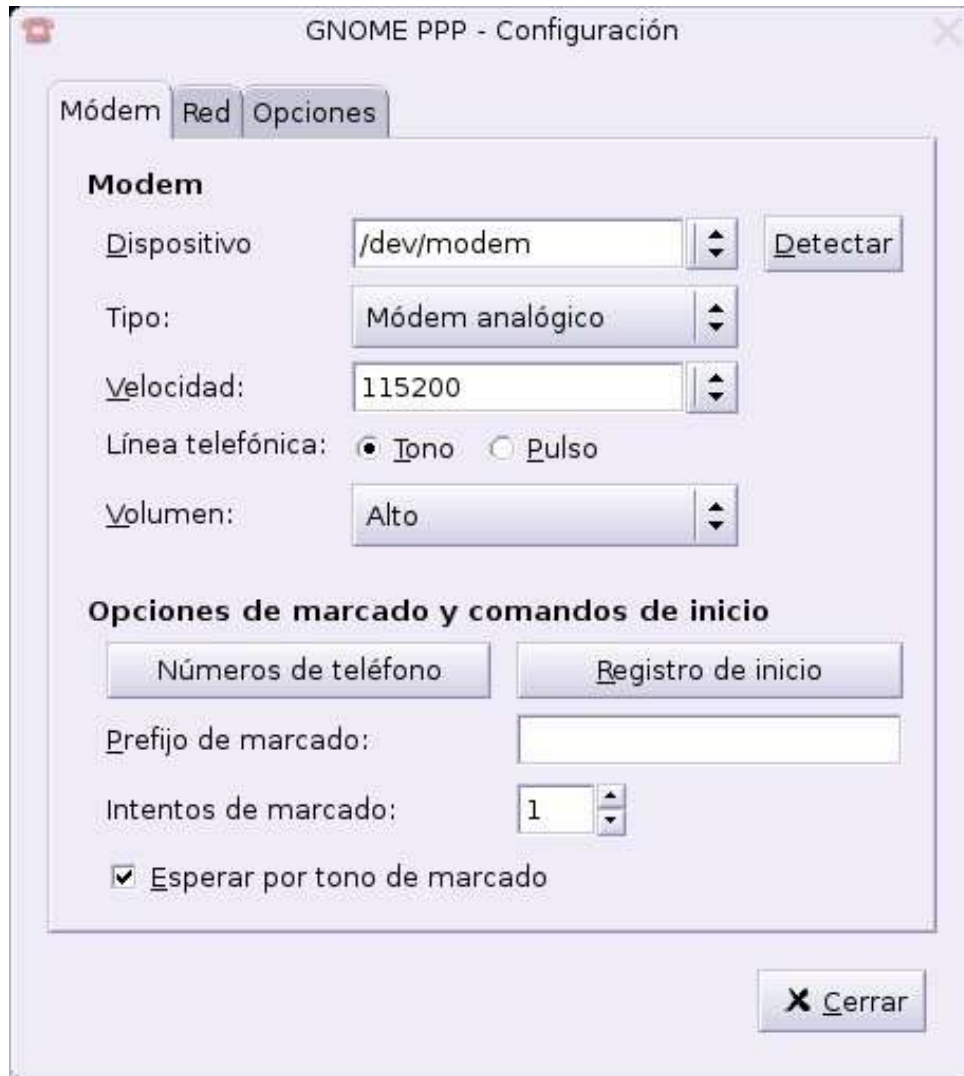 GNOME PPP - Configuración
Módem Red Opciones
Modem
Dispositivo /dev/modem Detectar
Tipo: Módem analógico
Velocidad: 115200
Línea telefónica: Tono Pulso
Volumen: Alto
Opciones de marcado y comandos de inicio
Números de teléfono Registro de inicio
Prefijo de marcado:
Intentos de marcado: 1
Esperar por tono de marcado
Cerrar